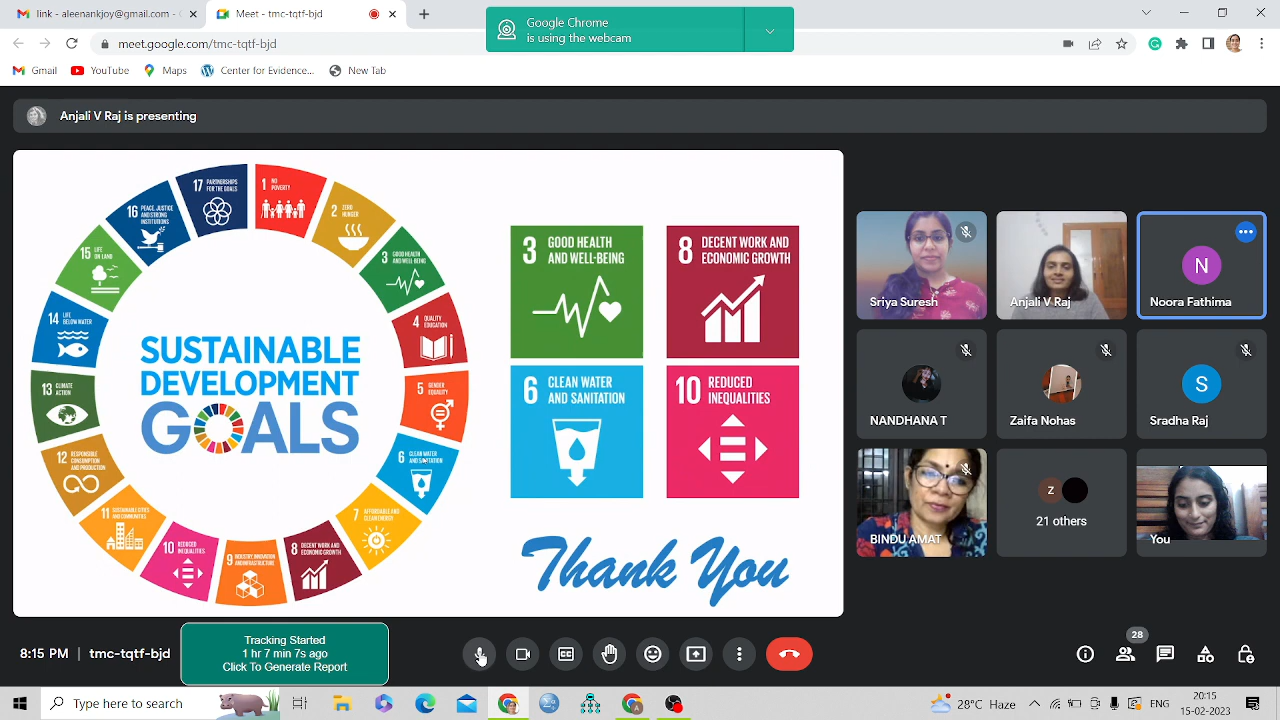 link - aleenams@gmail.com -
Meet - tmc-tqtf-bjd
Google Chrome
is using the webcam
meet.google.com/tmc-tqtf-bjd
Gmail
YouTube
Maps
Center for Excellence...
New Tab
Anjali V Raj is presenting
1 NO
POVERTY
2 ZERO
HUNGER
3 GOOD HEALTH
AND WELL-BEING
4 QUALITY
EDUCATION
5 GENDER
EQUALITY
6 CLEAN WATER
AND SANITATION
7 AFFORDABLE AND
CLEAN ENERGY
8 DECENT WORK AND
ECONOMIC GROWTH
9 INDUSTRY, INNOVATION
AND INFRASTRUCTURE
10 REDUCED
INEQUALITIES
11 SUSTAINABLE CITIES
AND COMMUNITIES
12 RESPONSIBLE
CONSUMPTION
AND PRODUCTION
13 CLIMATE
ACTION
14 LIFE
BELOW WATER
15 LIFE
ON LAND
16 PEACE, JUSTICE
AND STRONG
INSTITUTIONS
17 PARTNERSHIPS
FOR THE GOALS
SUSTAINABLE
DEVELOPMENT
GOALS
3 GOOD HEALTH
AND WELL-BEING
8 DECENT WORK AND
ECONOMIC GROWTH
6 CLEAN WATER
AND SANITATION
10 REDUCED
INEQUALITIES
Thank You
Sriya Suresh
Anjali V Raj
N
Noora Fathima
NANDHANA T
Zaifa Nohas
S
Sradha Raj
BINDU AMAT
z
21 others
You
8:15 PM | tmc-tqtf-bjd
Tracking Started
1 hr 7 min 7s ago
Click To Generate Report
28
Type here to search
28°C Haze
ENG
20:15
15-02-2023